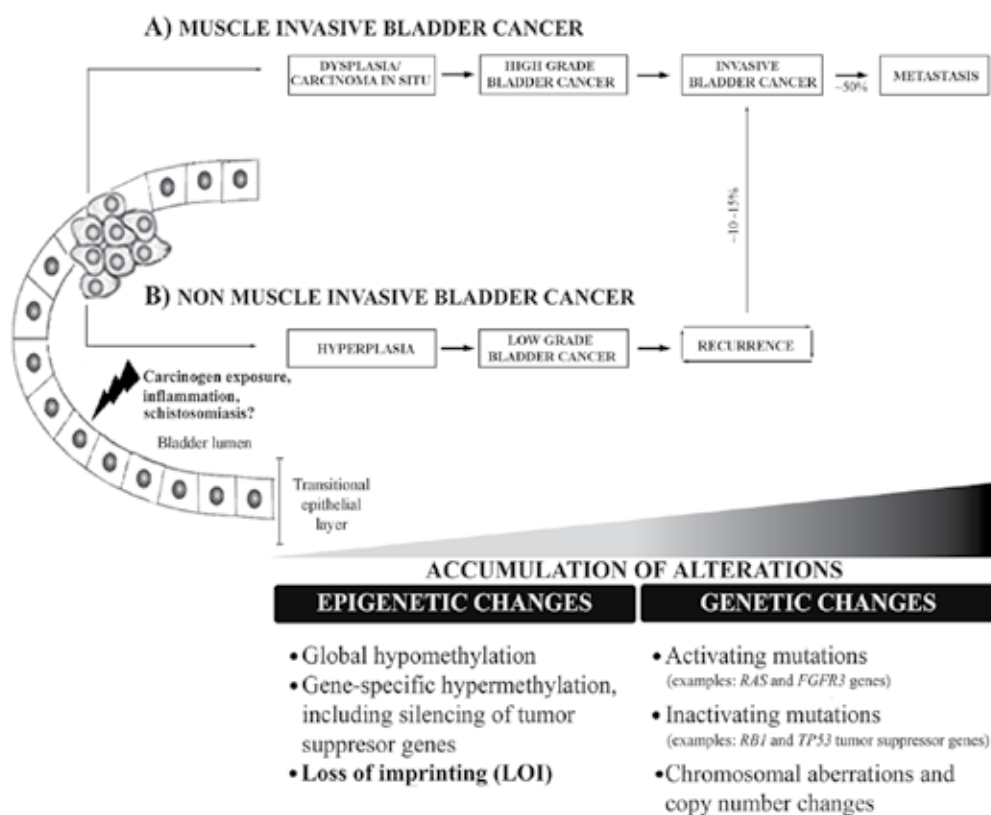 A) MUSCLE INVASIVE BLADDER CANCER
DYSPLASIA/
CARCINOMA IN SITU
HIGH GRADE
BLADDER CANCER
INVASIVE
BLADDER CANCER
~50%
METASTASIS
~10 -15%
B) NON MUSCLE INVASIVE BLADDER CANCER
HYPERPLASIA
LOW GRADE
BLADDER CANCER
RECURRENCE
Carcinogen exposure,
inflammation,
schistosomiasis?
Bladder lumen
Transitional
epithelial
layer
ACCUMULATION OF ALTERATIONS
EPIGENETIC CHANGES
• Global hypomethylation
• Gene-specific hypermethylation,
including silencing of tumor
suppresor genes
• Loss of imprinting (LOI)
GENETIC CHANGES
• Activating mutations
(examples: RAS and FGFR3 genes)
• Inactivating mutations
(examples: RB1 and TP53 tumor suppressor genes)
• Chromosomal aberrations and
copy number changes